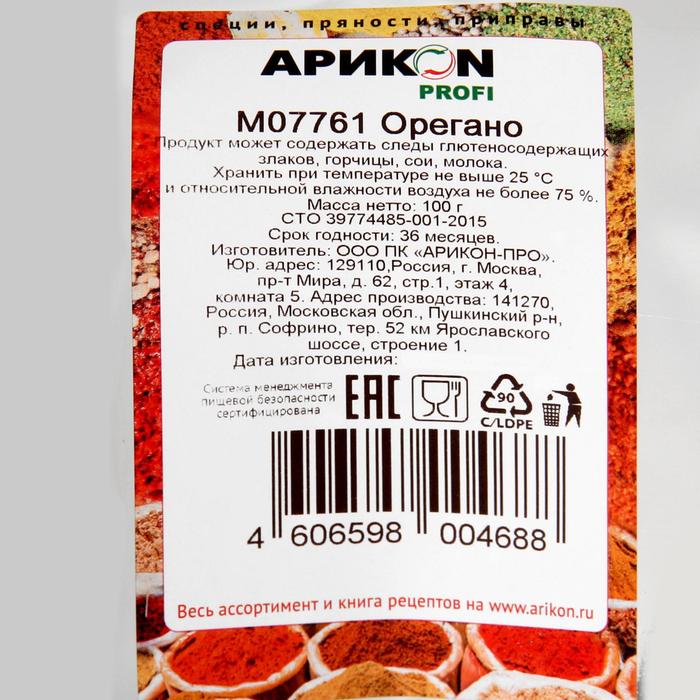 специи, пряности, приправы
АРИКОN
PROFI
М07761 Орегано
Продукт может содержать следы глютеносодержащих
злаков, горчицы, сои, молока.
Хранить при температуре не выше 25 °С
и относительной влажности воздуха не более 75 %.
Масса нетто: 100 г
СТО 39774485-001-2015
Срок годности: 36 месяцев.
Изготовитель: ООО ПК «АРИКОН-ПРО».
Юр. адрес: 129110,Россия, г. Москва,
пр-т Мира, д. 62, стр.1, этаж 4,
комната 5. Адрес производства: 141270,
Россия, Московская обл., Пушкинский р-н,
р. п. Софрино, тер. 52 км Ярославского
шоссе, строение 1.
Дата изготовления:
Система менеджмента
пищевой безопасности
сертифицирована
EAC
90
C/LDPE
4 606598 004688
Весь ассортимент и книга рецептов на www.arikon.ru